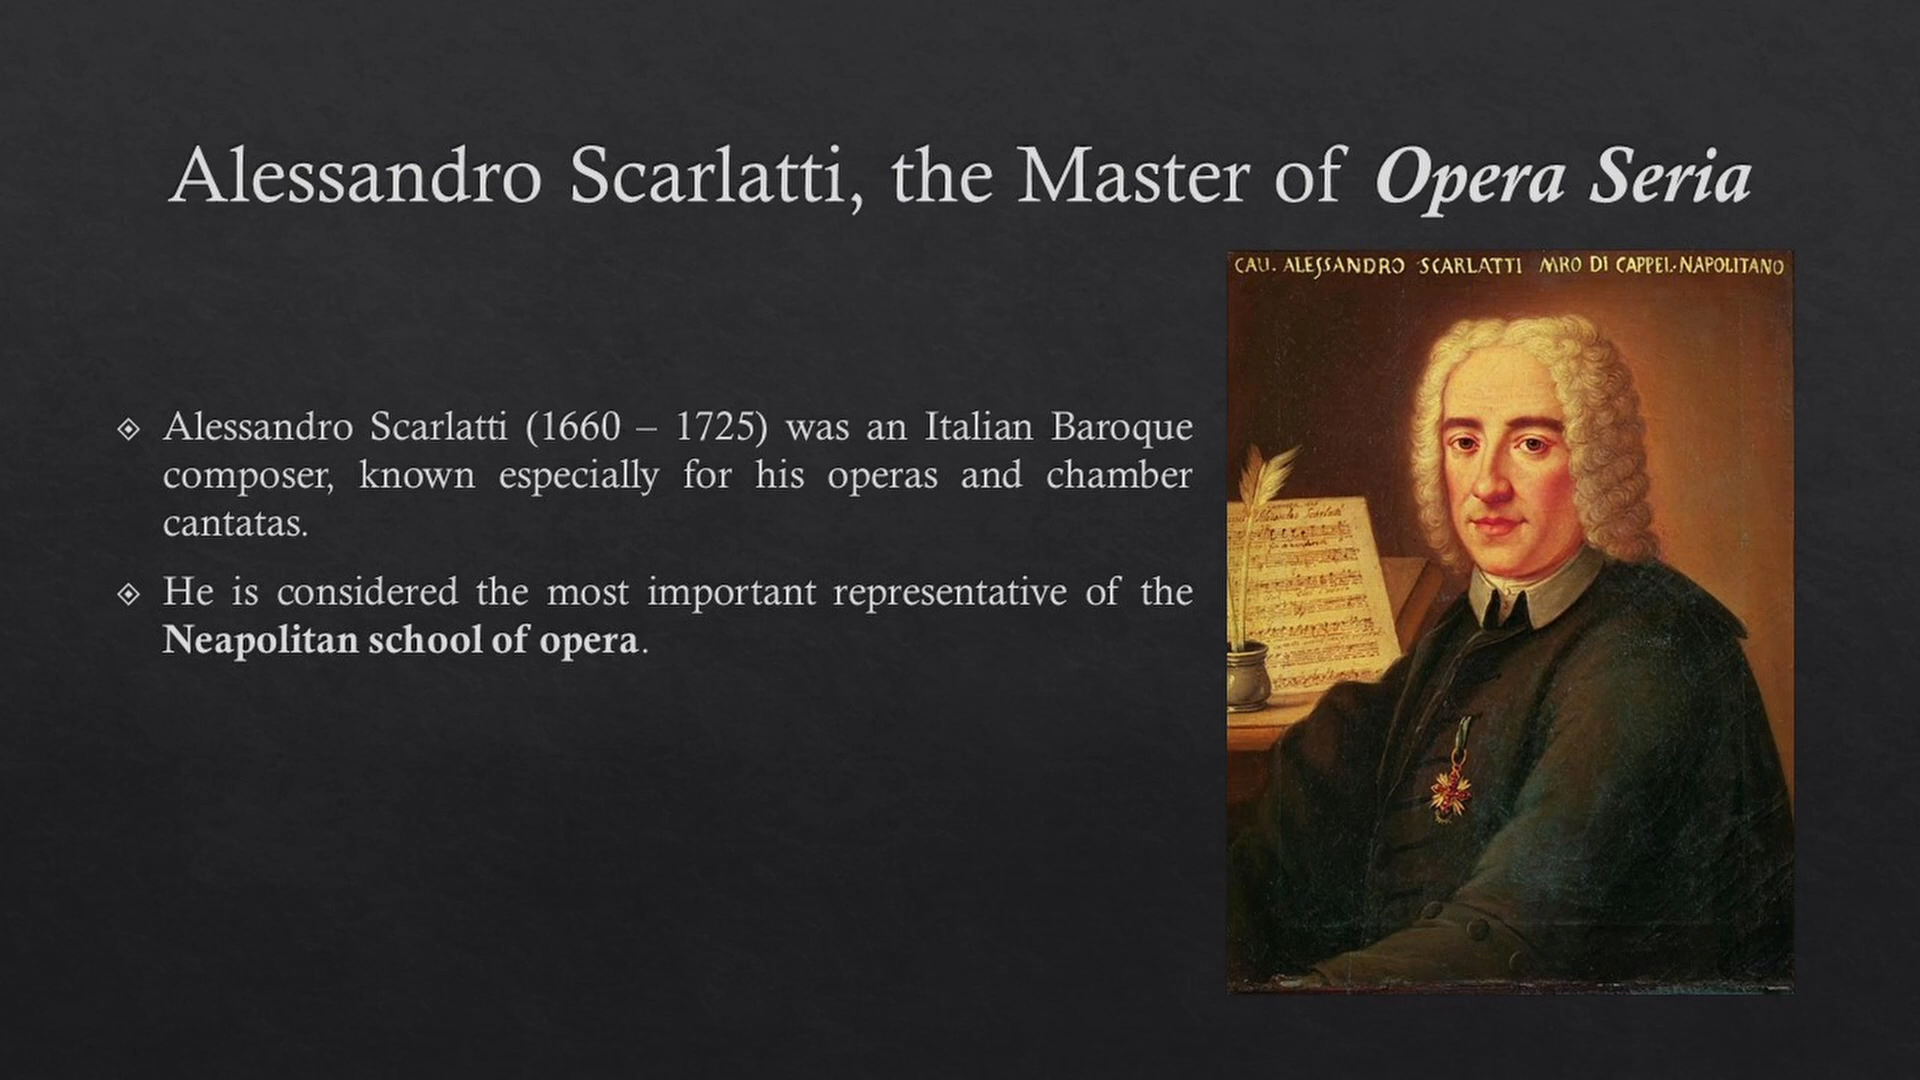 Alessandro Scarlatti, the Master of Opera Seria
CAU. ALESSANDRO SCARLATTI MRO DI CAPPEL·NAPOLITANO
Alessandro Scarlatti (1660 – 1725) was an Italian Baroque
composer, known especially for his operas and chamber
cantatas.
He is considered the most important representative of the
Neapolitan school of opera.